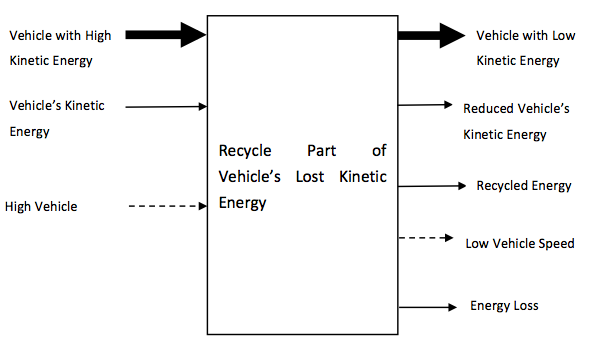 Vehicle with High
Kinetic Energy
Vehicle's Kinetic
Energy
High Vehicle
Recycle Part of
Vehicle's Lost Kinetic
Energy
Vehicle with Low
Kinetic Energy
Reduced Vehicle's
Kinetic Energy
Recycled Energy
Low Vehicle Speed
Energy Loss